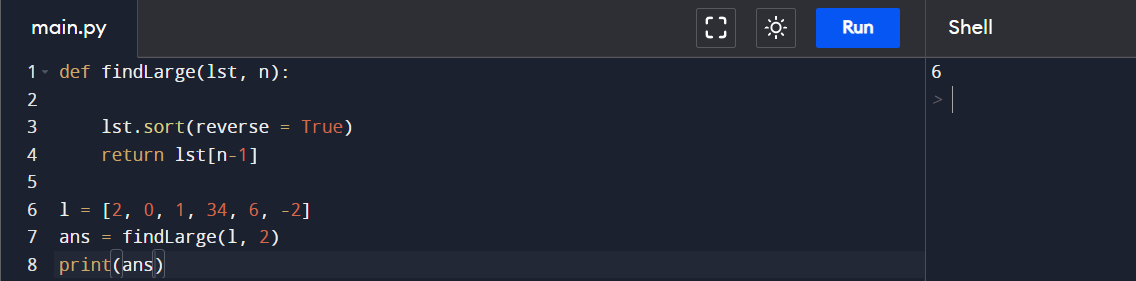 main.py
Run
Shell
1 def findLarge(lst, n):
2
3     lst.sort(reverse = True)
4     return lst[n-1]
5
6 l = [2, 0, 1, 34, 6, -2]
7 ans = findLarge(l, 2)
8 print(ans)
6
>